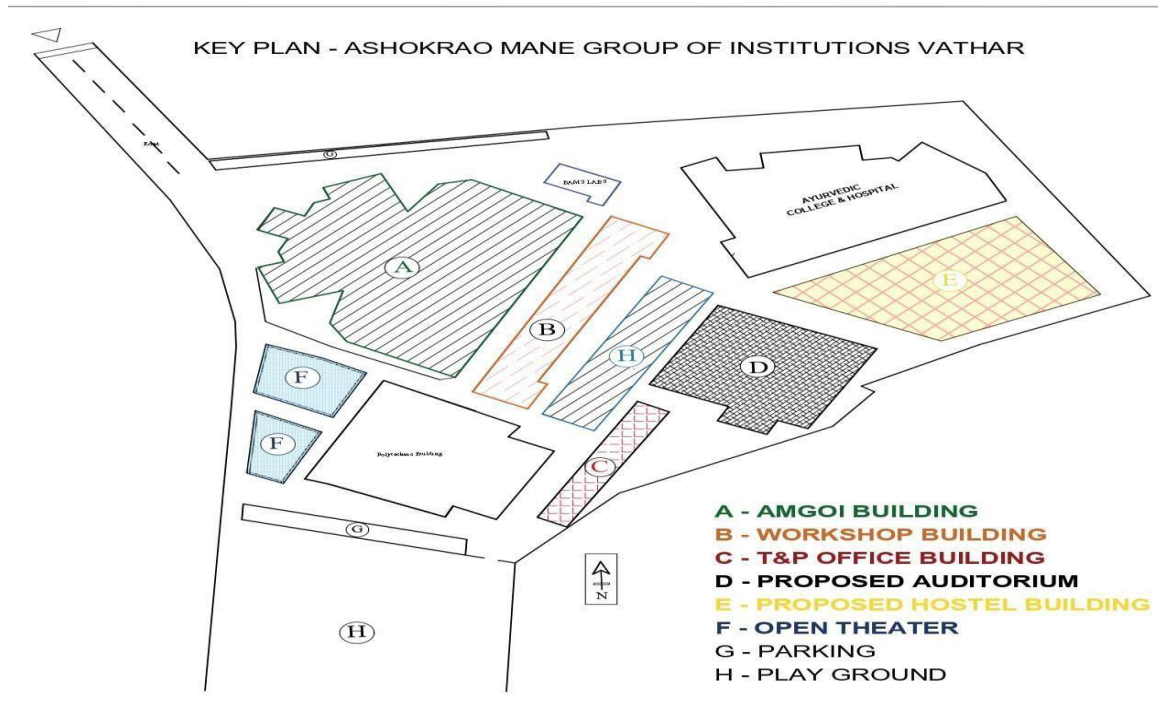 KEY PLAN - ASHOKRAO MANE GROUP OF INSTITUTIONS VATHAR
Road
G
BAMS LABS
AYURVEDIC
COLLEGE & HOSPITAL
A
E
B
H
D
F
F
Polytechnic Building
C
G
N
H
A - AMGOI BUILDING
B - WORKSHOP BUILDING
C - T&P OFFICE BUILDING
D - PROPOSED AUDITORIUM
E - PROPOSED HOSTEL BUILDING
F - OPEN THEATER
G - PARKING
H - PLAY GROUND